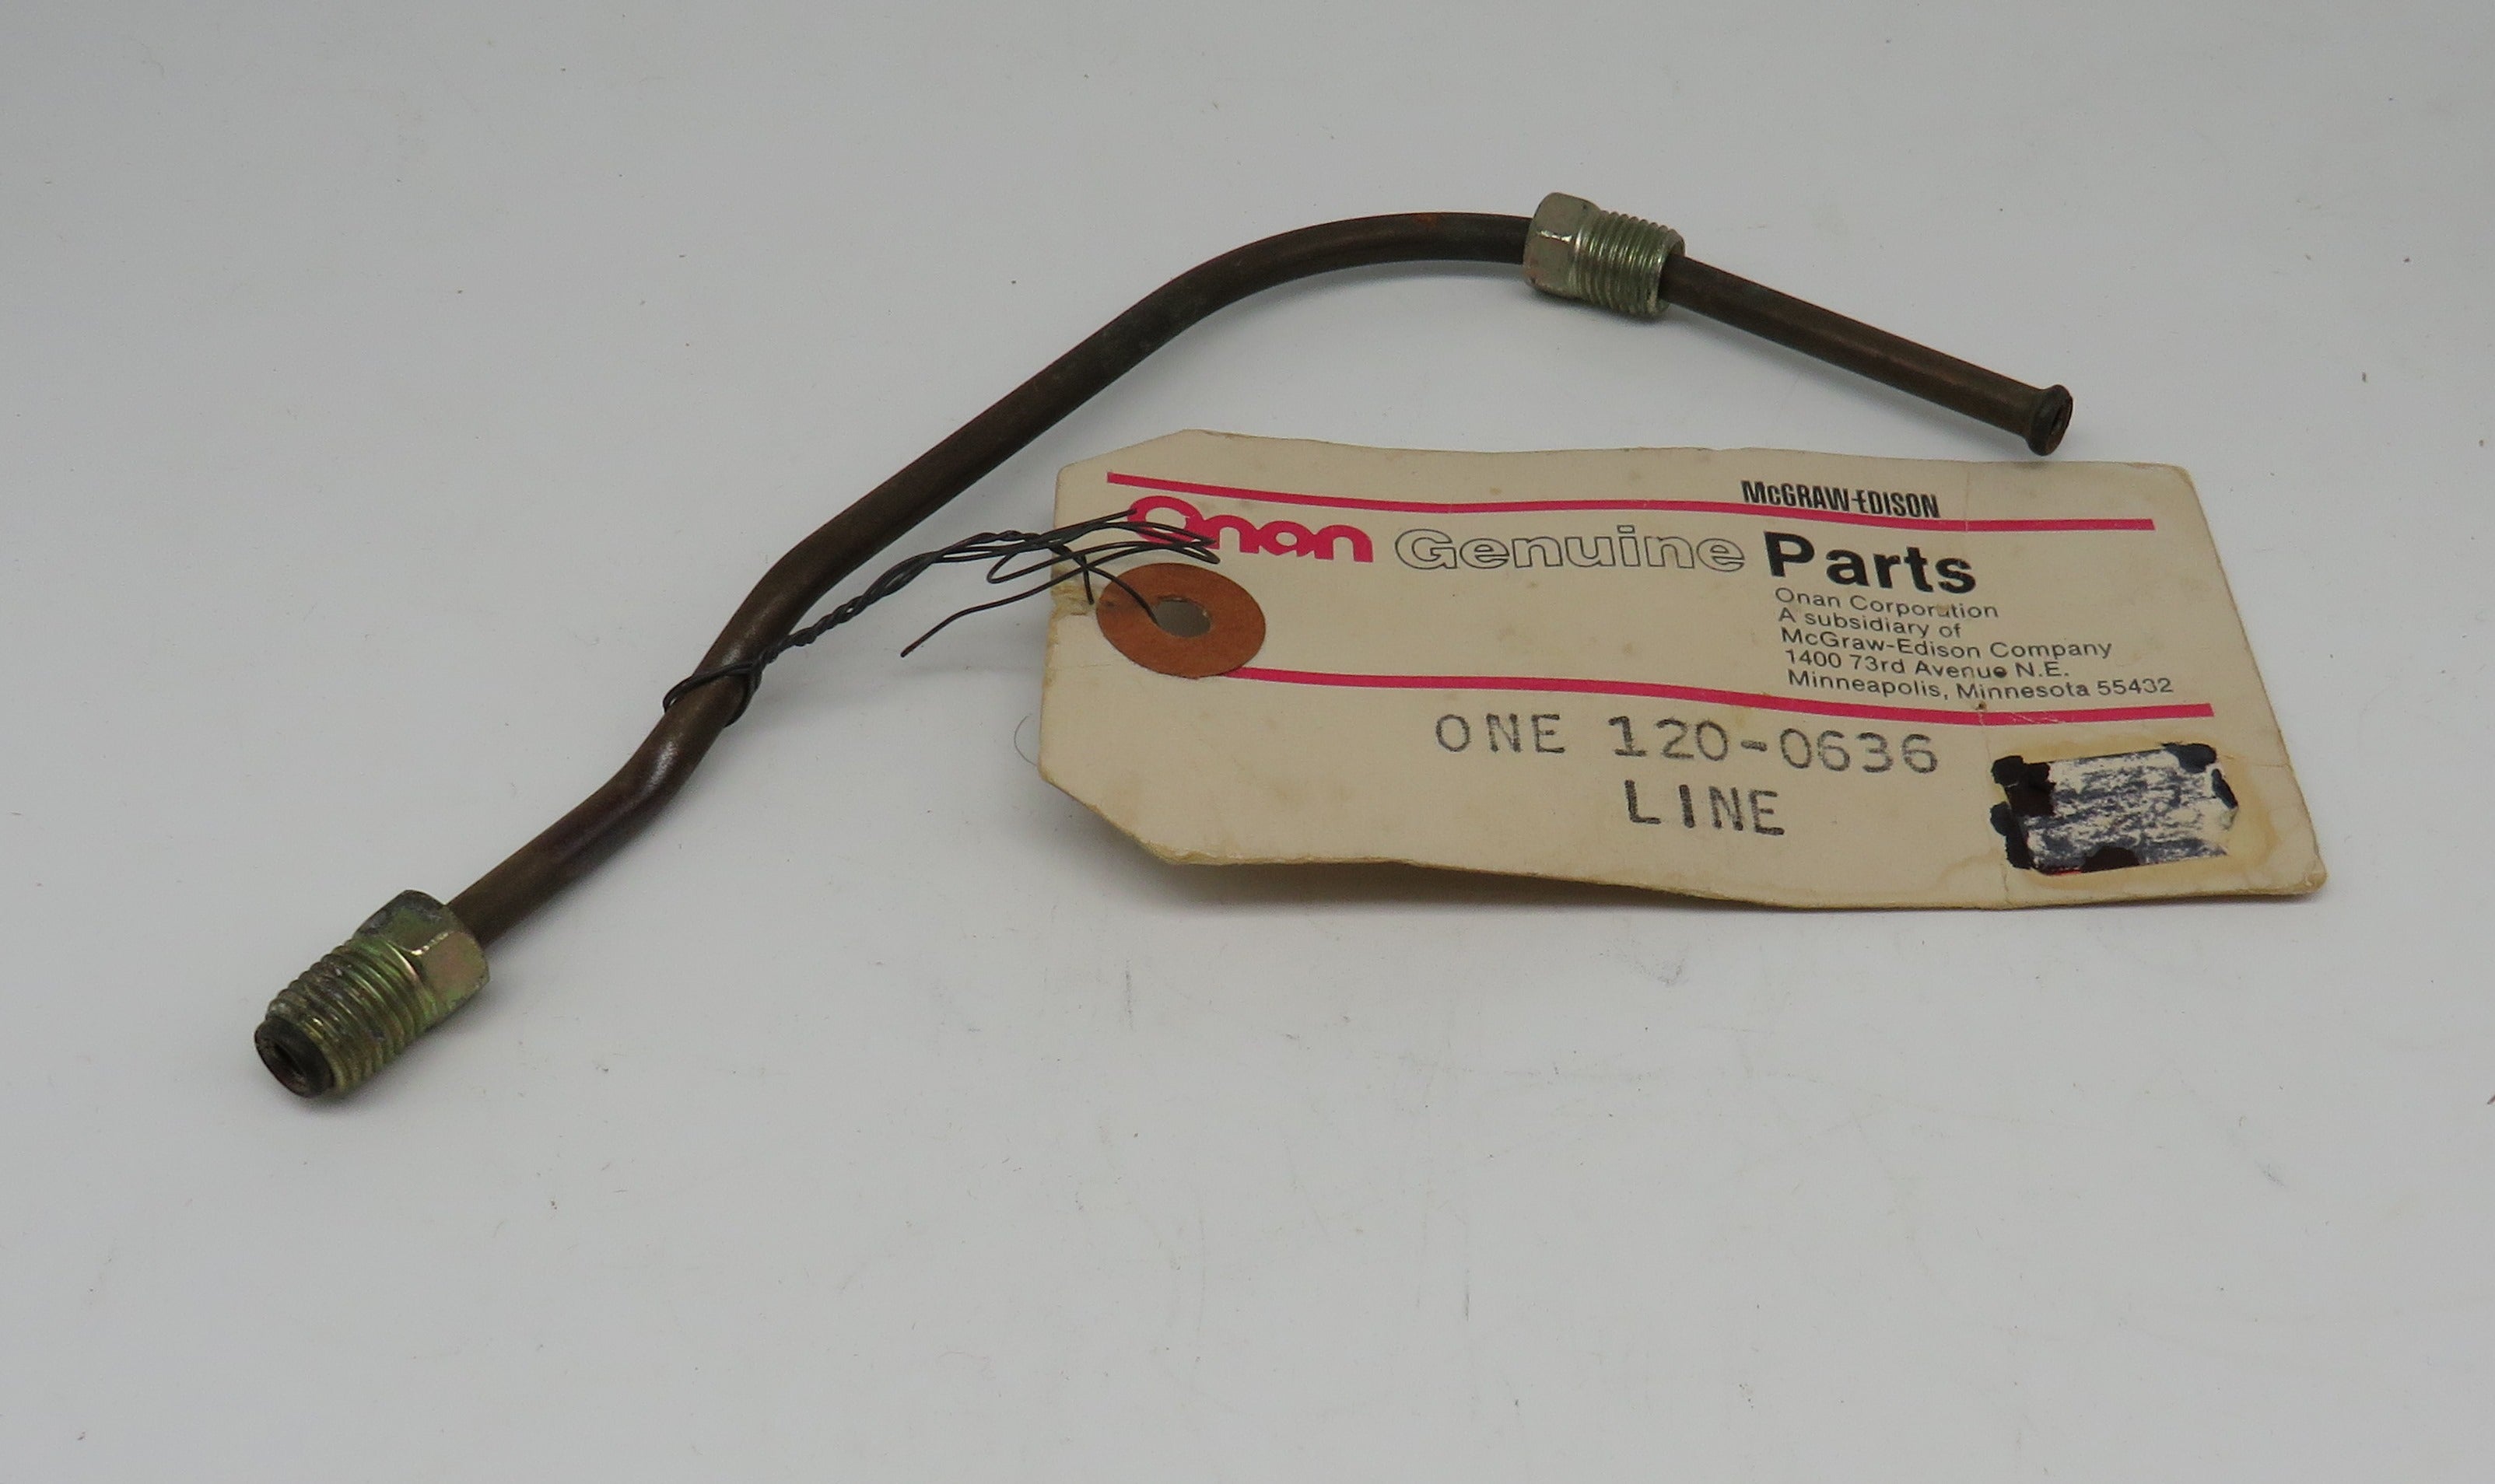 McGRAW-EDISON
Onan Genuine Parts
Onan Corporation
A subsidiary of
McGraw-Edison Company
1400 73rd Avenue N.E.
Minneapolis, Minnesota 55432
ONE 120-0636
LINE